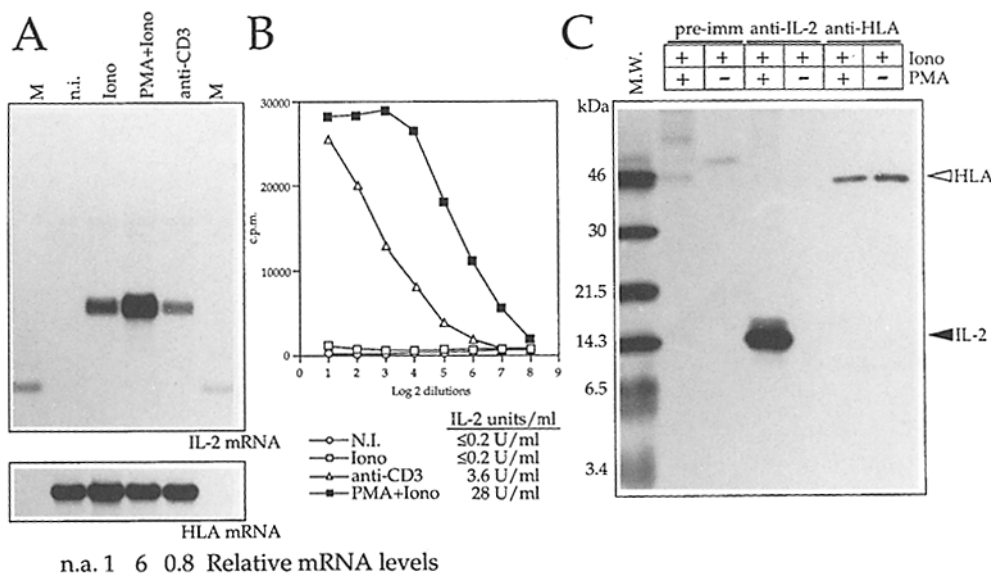 A
M
n.i.
Iono
PMA+Iono
anti-CD3
M
IL-2 mRNA
HLA mRNA
n.a. 1 6 0.8 Relative mRNA levels
B
30000
20000
10000
0
c.p.m.
0 1 2 3 4 5 6 7 8 9
Log 2 dilutions
IL-2 units/ml
N.I. ≤0.2 U/ml
Iono ≤0.2 U/ml
anti-CD3 3.6 U/ml
PMA+Iono 28 U/ml
C
pre-imm anti-IL-2 anti-HLA
M.W.
+ + + + + + Iono
+ - + - + - PMA
kDa
46
30
21.5
14.3
6.5
3.4
HLA
IL-2